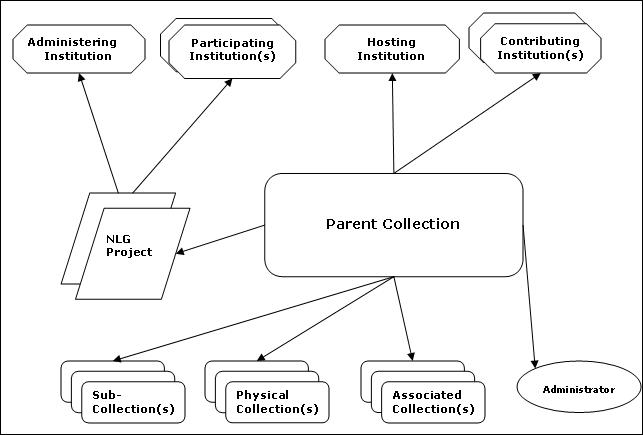 Administering
Institution
Participating
Institution(s)
Hosting
Institution
Contributing
Institution(s)
Parent Collection
NLG
Project
Sub-
Collection(s)
Physical
Collection(s)
Associated
Collection(s)
Administrator